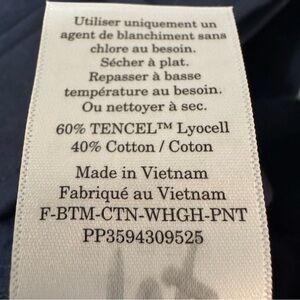 Utiliser uniquement un
agent de blanchiment sans
chlore au besoin.
Sécher à plat.
Repasser à basse
température au besoin.
Ou nettoyer à sec.
60% TENCEL™ Lyocell
40% Cotton / Coton
Made in Vietnam
Fabriqué au Vietnam
F-BTM-CTN-WHGH-PNT
PP3594309525